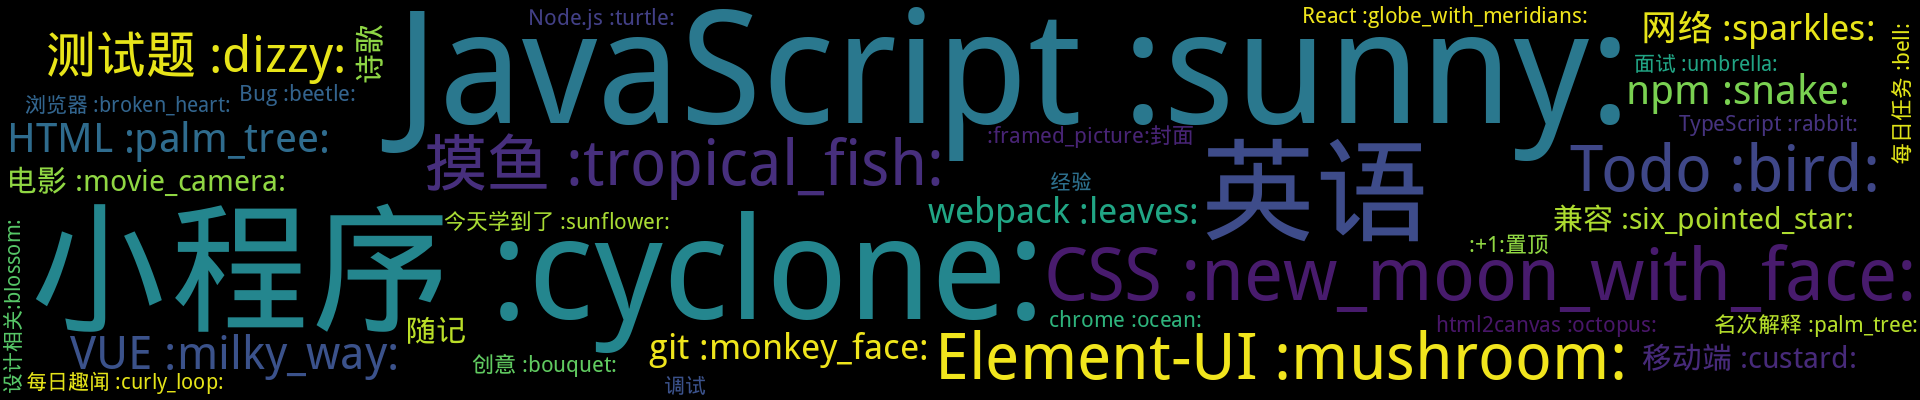 Node.js :turtle:
React :globe_with_meridians:
测试题 :dizzy:
诗歌
JavaScript :sunny:
网络 :sparkles:
每日任务 :bell:
面试 :umbrella:
浏览器 :broken_heart:
Bug :beetle:
npm :snake:
HTML :palm_tree:
摸鱼 :tropical_fish:
:framed_picture:封面
TypeScript :rabbit:
英语
Todo :bird:
电影 :movie_camera:
经验
webpack :leaves:
今天学到了 :sunflower:
兼容 :six_pointed_star:
小程序 :cyclone:
:+1:置顶
CSS :new_moon_with_face:
设计相关:blossom:
随记
chrome :ocean:
html2canvas :octopus:
名次解释 :palm_tree:
VUE :milky_way:
git :monkey_face:
Element-UI :mushroom:
移动端 :custard:
创意 :bouquet:
每日趣闻 :curly_loop:
调试